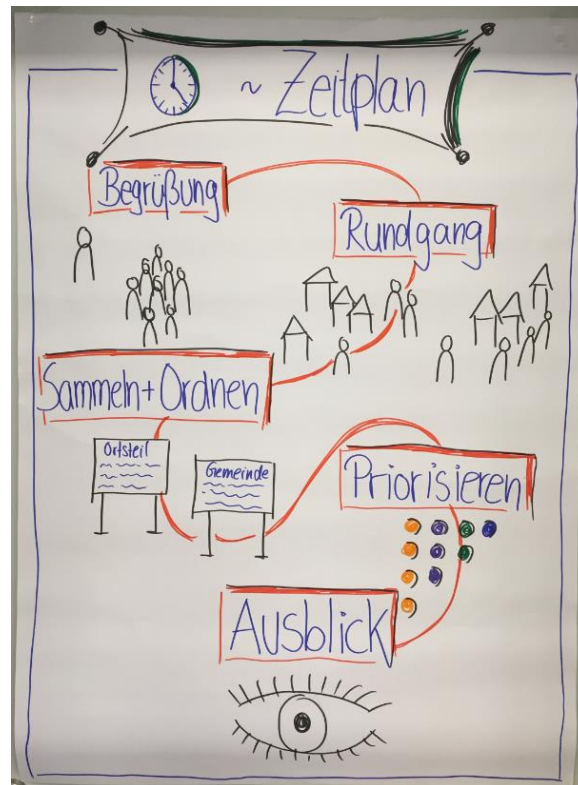 ~ Zeitplan
Begrüßung
Rundgang
Sammeln + Ordnen
Ortsteil
Gemeinde
Priorisieren
Ausblick